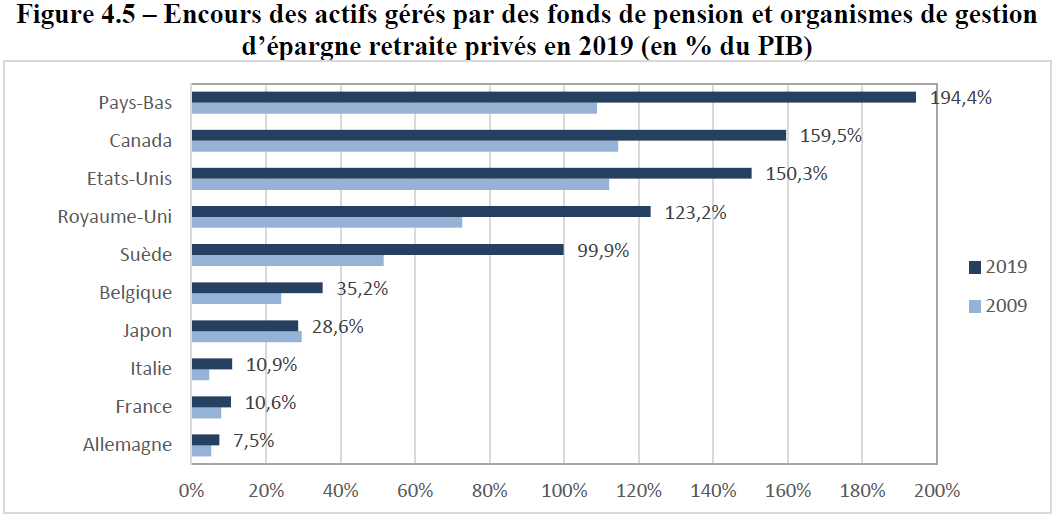 Figure 4.5 – Encours des actifs gérés par des fonds de pension et organismes de gestion
d’épargne retraite privés en 2019 (en % du PIB)
Pays-Bas 194,4%
Canada 159,5%
Etats-Unis 150,3%
Royaume-Uni 123,2%
Suède 99,9%
Belgique 35,2%
Japon 28,6%
Italie 10,9%
France 10,6%
Allemagne 7,5%
2019
2009
0% 20% 40% 60% 80% 100% 120% 140% 160% 180% 200%